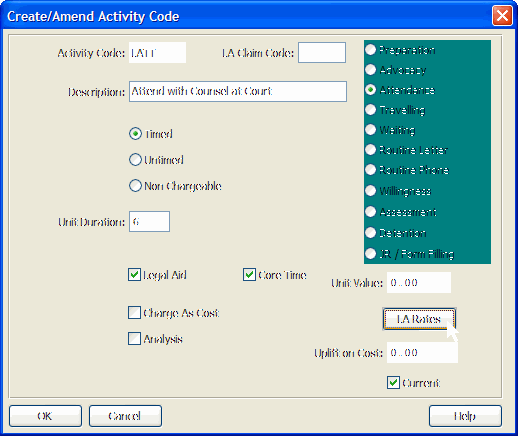 Create/Amend Activity Code
Activity Code: LATT LA Claim Code:
Description: Attend with Counsel at Court
Timed
Untimed
Non Chargeable
Unit Duration: 6
Preparation
Advocacy
Attendance
Travelling
Waiting
Routine Letter
Routine Phone
Willingness
Assessment
Detention
/ Form Filling
Legal Aid Core Time Unit Value: 0.00
Charge As Cost LA Rates
Analysis
Uplift on Cost: 0.00
Current
OK Cancel Help